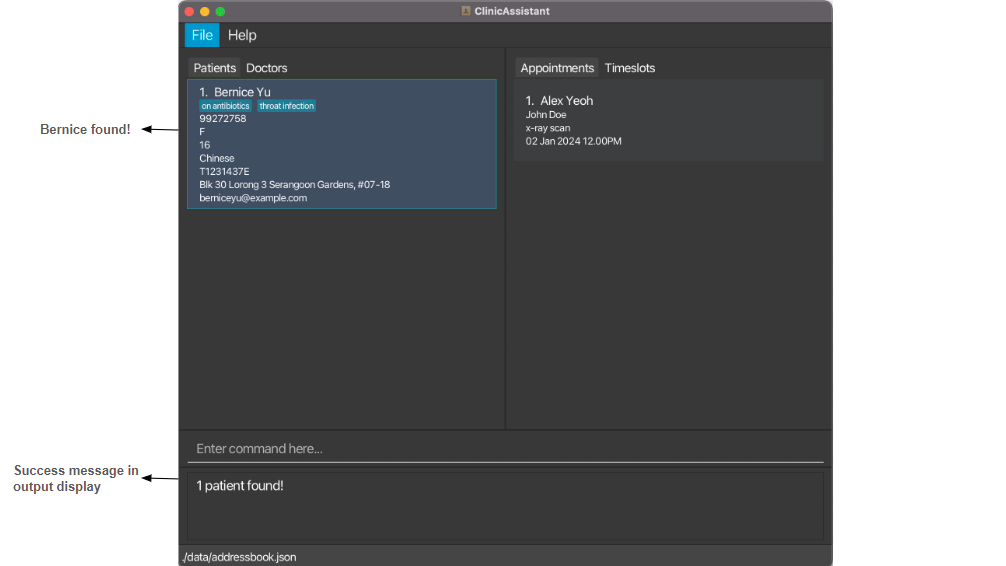 ClinicAssistant
File Help
Patients Doctors
1. Bernice Yu
on antibiotics throat infection
99272758
F
16
Chinese
T1231437E
Blk 30 Lorong 3 Serangoon Gardens, #07-18
berniceyu@example.com
Appointments Timeslots
1. Alex Yeoh
John Doe
x-ray scan
02 Jan 2024 12.00PM
Bernice found!
Enter command here...
Success message in
output display
1 patient found!
./data/addressbook.json